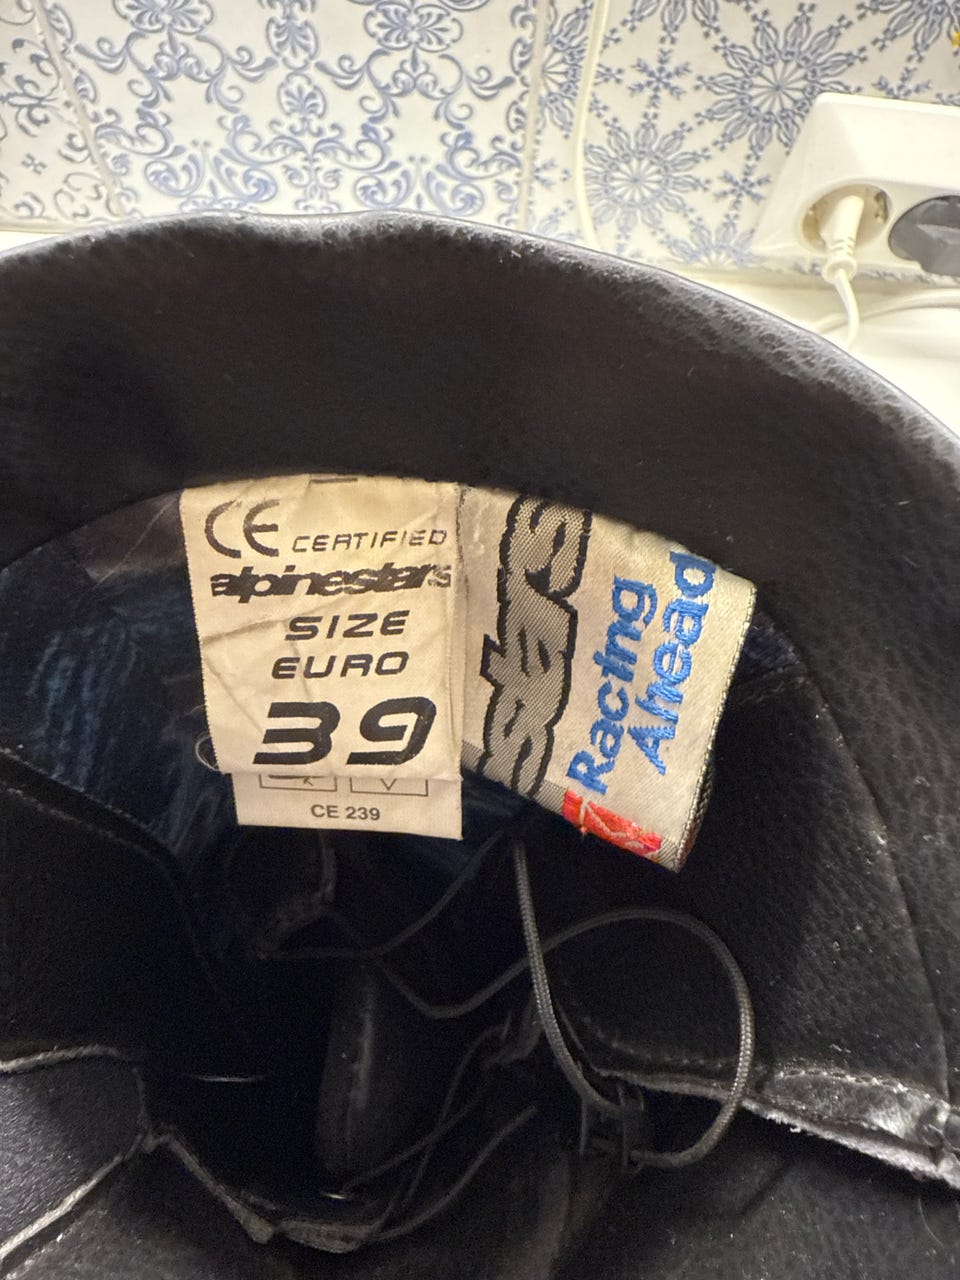 CE CERTIFIED
alpinestars
SIZE
EURO
39
CE 239
stars
Racing
Ahead